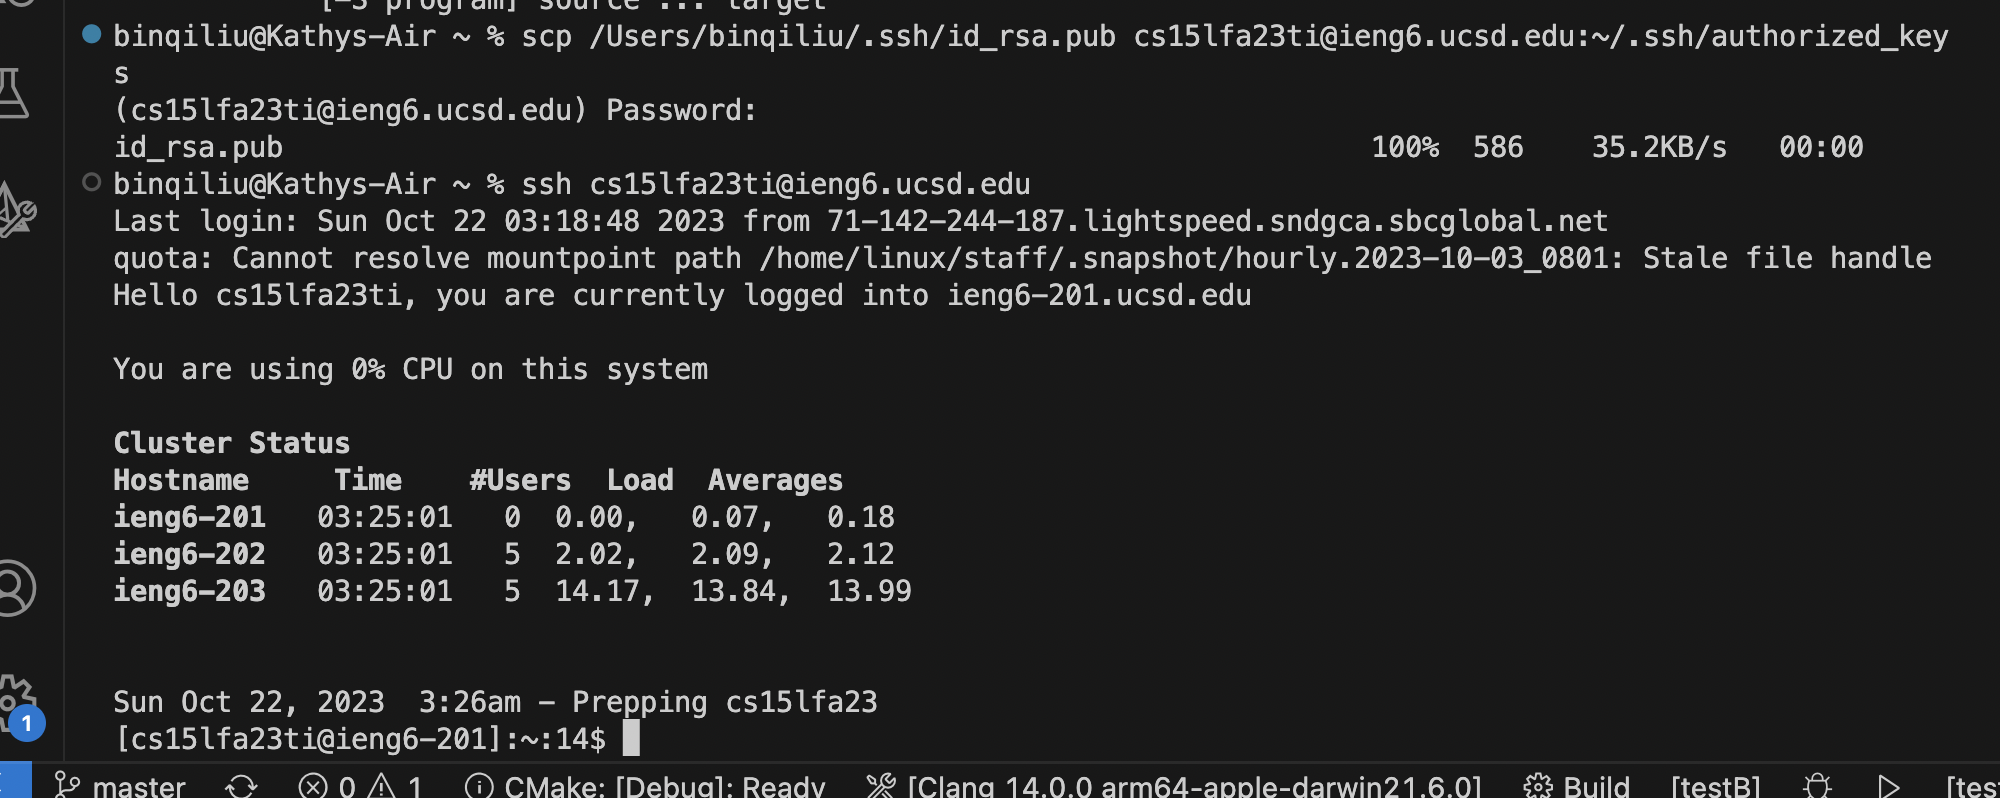 [-S program] source ... target
binqiliu@Kathys-Air ~ % scp /Users/binqiliu/.ssh/id_rsa.pub cs15lfa23ti@ieng6.ucsd.edu:~/.ssh/authorized_key
s
(cs15lfa23ti@ieng6.ucsd.edu) Password:
id_rsa.pub 100% 586 35.2KB/s 00:00
binqiliu@Kathys-Air ~ % ssh cs15lfa23ti@ieng6.ucsd.edu
Last login: Sun Oct 22 03:18:48 2023 from 71-142-244-187.lightspeed.sndgca.sbcglobal.net
quota: Cannot resolve mountpoint path /home/linux/staff/.snapshot/hourly.2023-10-03_0801: Stale file handle
Hello cs15lfa23ti, you are currently logged into ieng6-201.ucsd.edu
You are using 0% CPU on this system
Cluster Status
Hostname Time #Users Load Averages
ieng6-201 03:25:01 0 0.00, 0.07, 0.18
ieng6-202 03:25:01 5 2.02, 2.09, 2.12
ieng6-203 03:25:01 5 14.17, 13.84, 13.99
Sun Oct 22, 2023 3:26am - Prepping cs15lfa23
[cs15lfa23ti@ieng6-201]:~:14$
1
master 0 1 CMake: [Debug]: Ready [Clang 14.0.0 arm64-apple-darwin21.6.0] Build [testB]